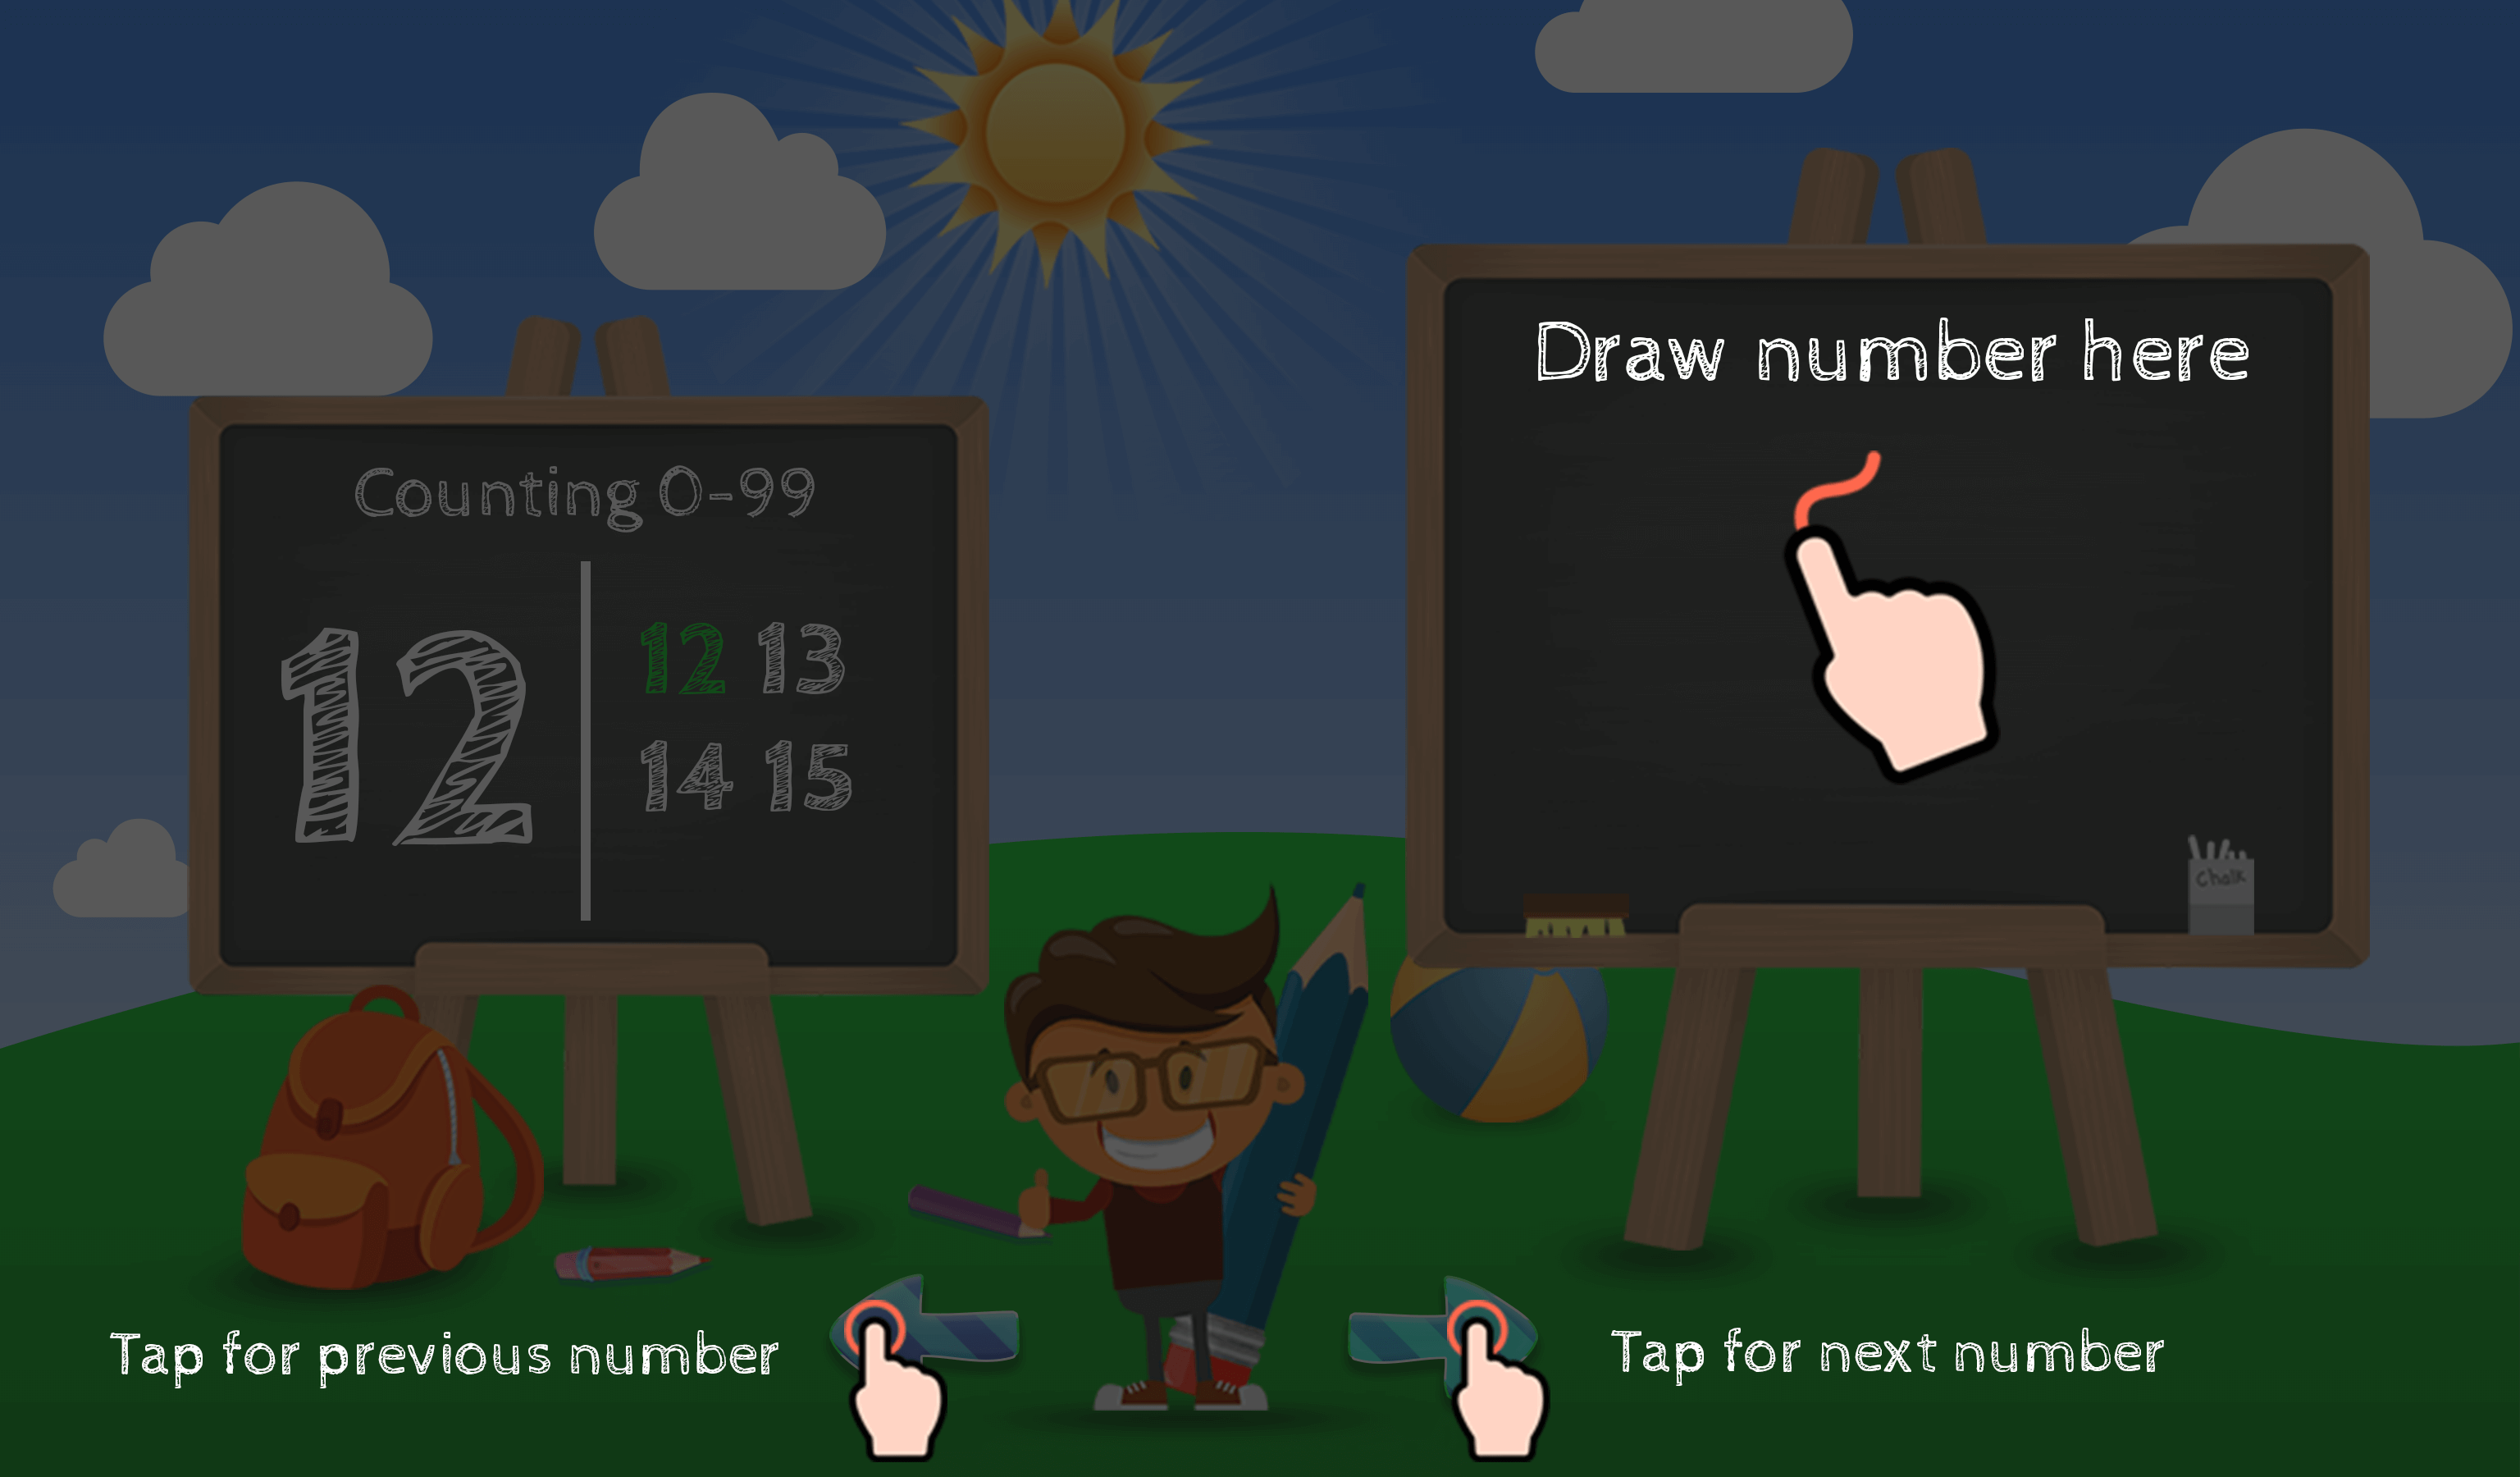 Counting 0-99
12
12 13
14 15
Draw number here
Chalk
Tap for previous number
Tap for next number